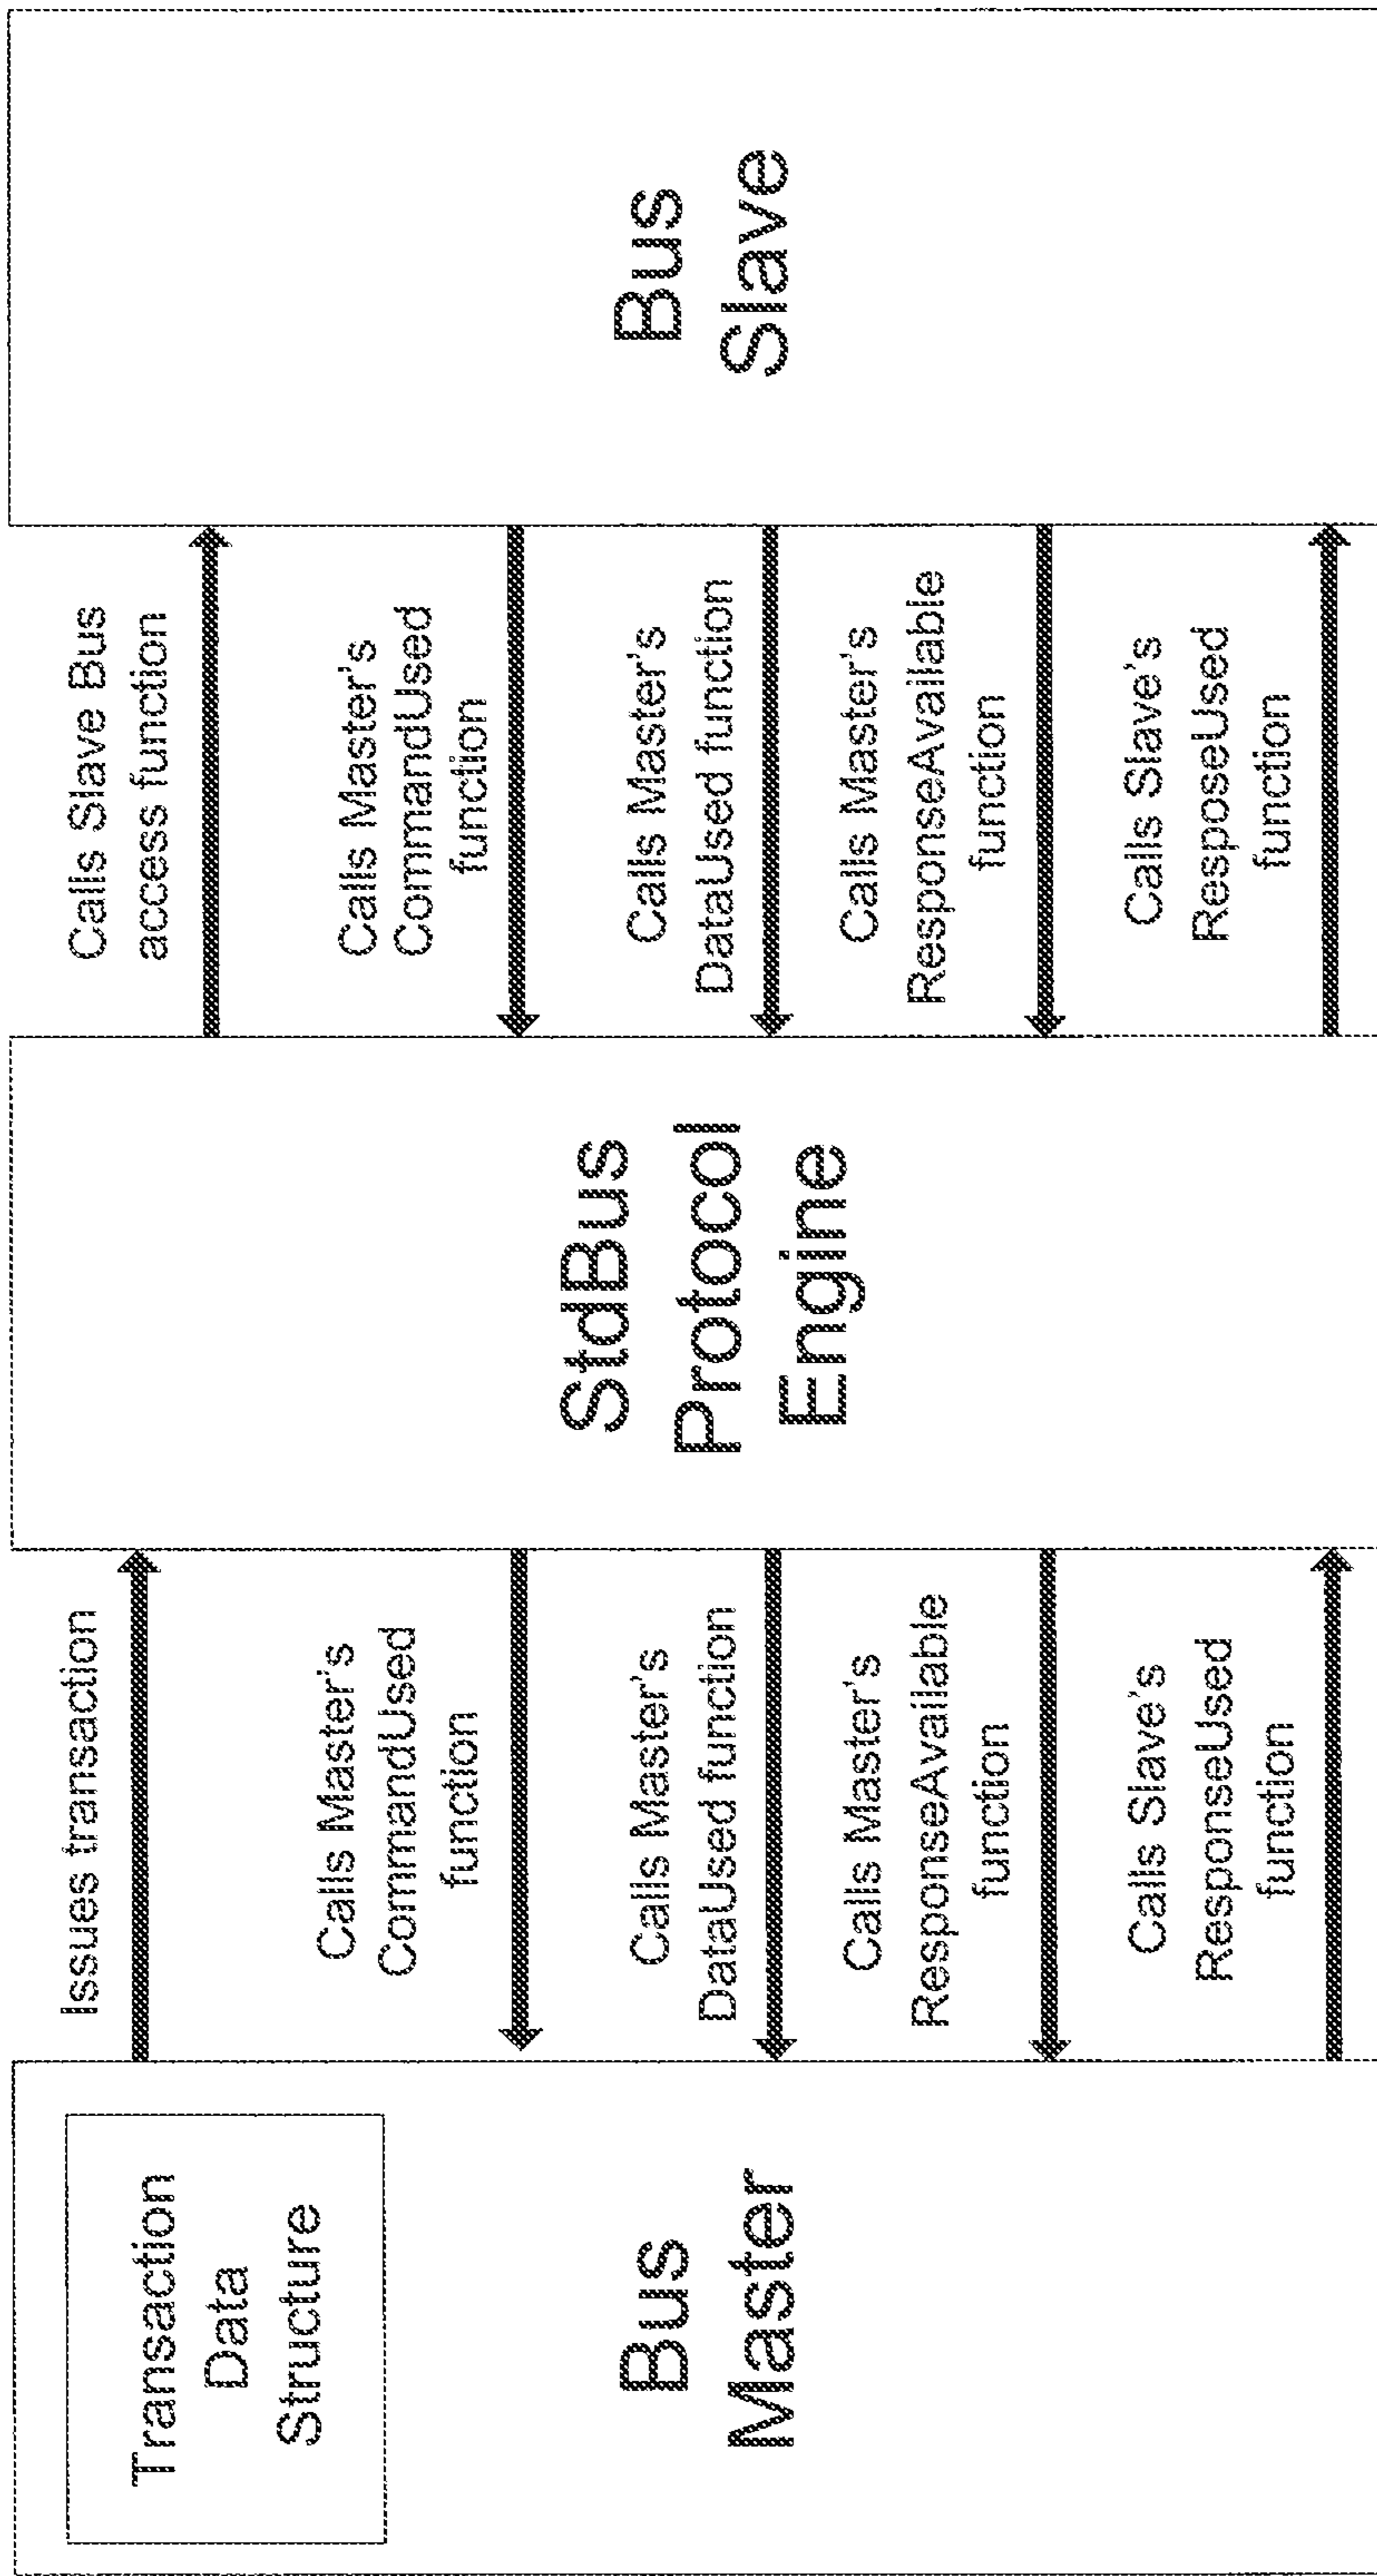 Transaction
Data
Structure
Bus
Master
Issues transaction
Calls Master's
CommandUsed
function
Calls Master's
DataUsed function
Calls Master's
ResponseAvailable
function
Calls Slave's
ResponseUsed
function
StdBus
Protocol
Engine
Calls Slave Bus
access function
Calls Master's
CommandUsed
function
Calls Master's
DataUsed function
Calls Master's
ResponseAvailable
function
Calls Slave's
ResposeUsed
function
Bus
Slave